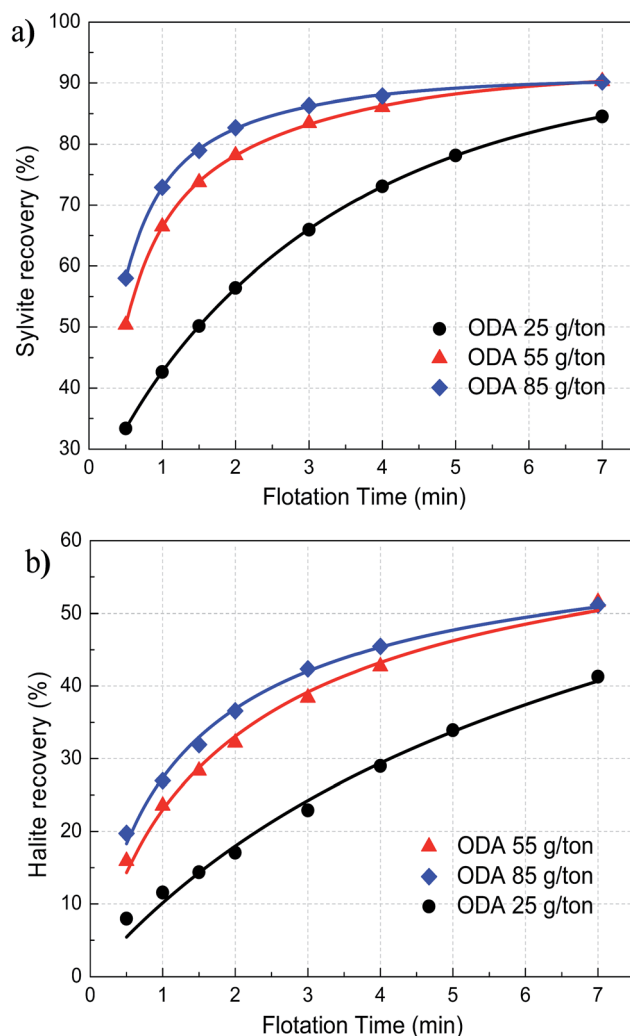 a)
Sylvite recovery (%)
100
90
80
70
60
50
40
30
ODA 25 g/ton
ODA 55 g/ton
ODA 85 g/ton
0 1 2 3 4 5 6 7
Flotation Time (min)
b)
Halite recovery (%)
60
50
40
30
20
10
0
ODA 55 g/ton
ODA 85 g/ton
ODA 25 g/ton
0 1 2 3 4 5 6 7
Flotation Time (min)